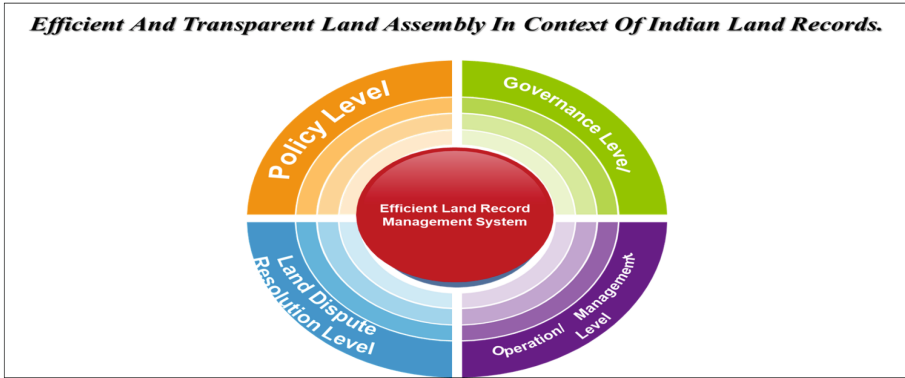 Efficient And Transparent Land Assembly In Context Of Indian Land Records.
Policy Level
Governance Level/
Efficient Land Record
Management System
Land Dispute
Resolution Level
Operation/ Management
Level